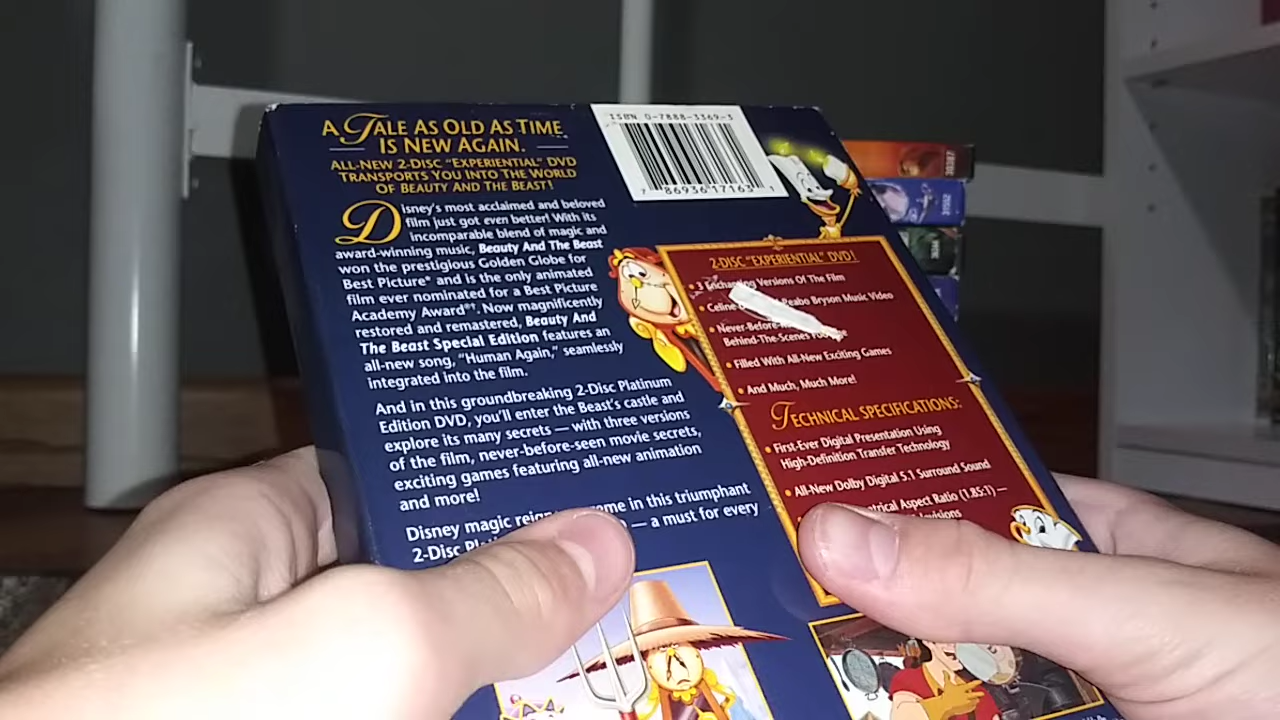 A TALE AS OLD AS TIME
IS NEW AGAIN.
ALL-NEW 2-DISC "EXPERIENTIAL" DVD
TRANSPORTS YOU INTO THE WORLD
OF BEAUTY AND THE BEAST!
Disney's most acclaimed and beloved
film just got even better! With its
incomparable blend of magic and
award-winning music, Beauty And The Beast
won the prestigious Golden Globe for
Best Picture* and is the only animated
film ever nominated for a Best Picture
Academy Award**. Now magnificently
restored and remastered, Beauty And
The Beast Special Edition features an
all-new song, "Human Again," seamlessly
integrated into the film.
And in this groundbreaking 2-Disc Platinum
Edition DVD, you'll enter the Beast's castle and
explore its many secrets — with three versions
of the film, never-before-seen movie secrets,
exciting games featuring all-new animation
and more!
Disney magic in this triumphant
2-Disc — a must for every
ISBN 0-7888-3369-3
7 86936 17163 1
2-DISC "EXPERIENTIAL" DVD!
• 3 Enchanting Versions Of The Film
• Celine Peabo Bryson Music Video
• Never-Before-
Behind-The-Scenes
• Filled With All-New Exciting Games
• And Much, Much More!
TECHNICAL SPECIFICATIONS:
• First-Ever Digital Presentation Using
High-Definition Transfer Technology
• All-New Dolby Digital 5.1 Surround Sound
Aspect Ratio (1.85:1) —